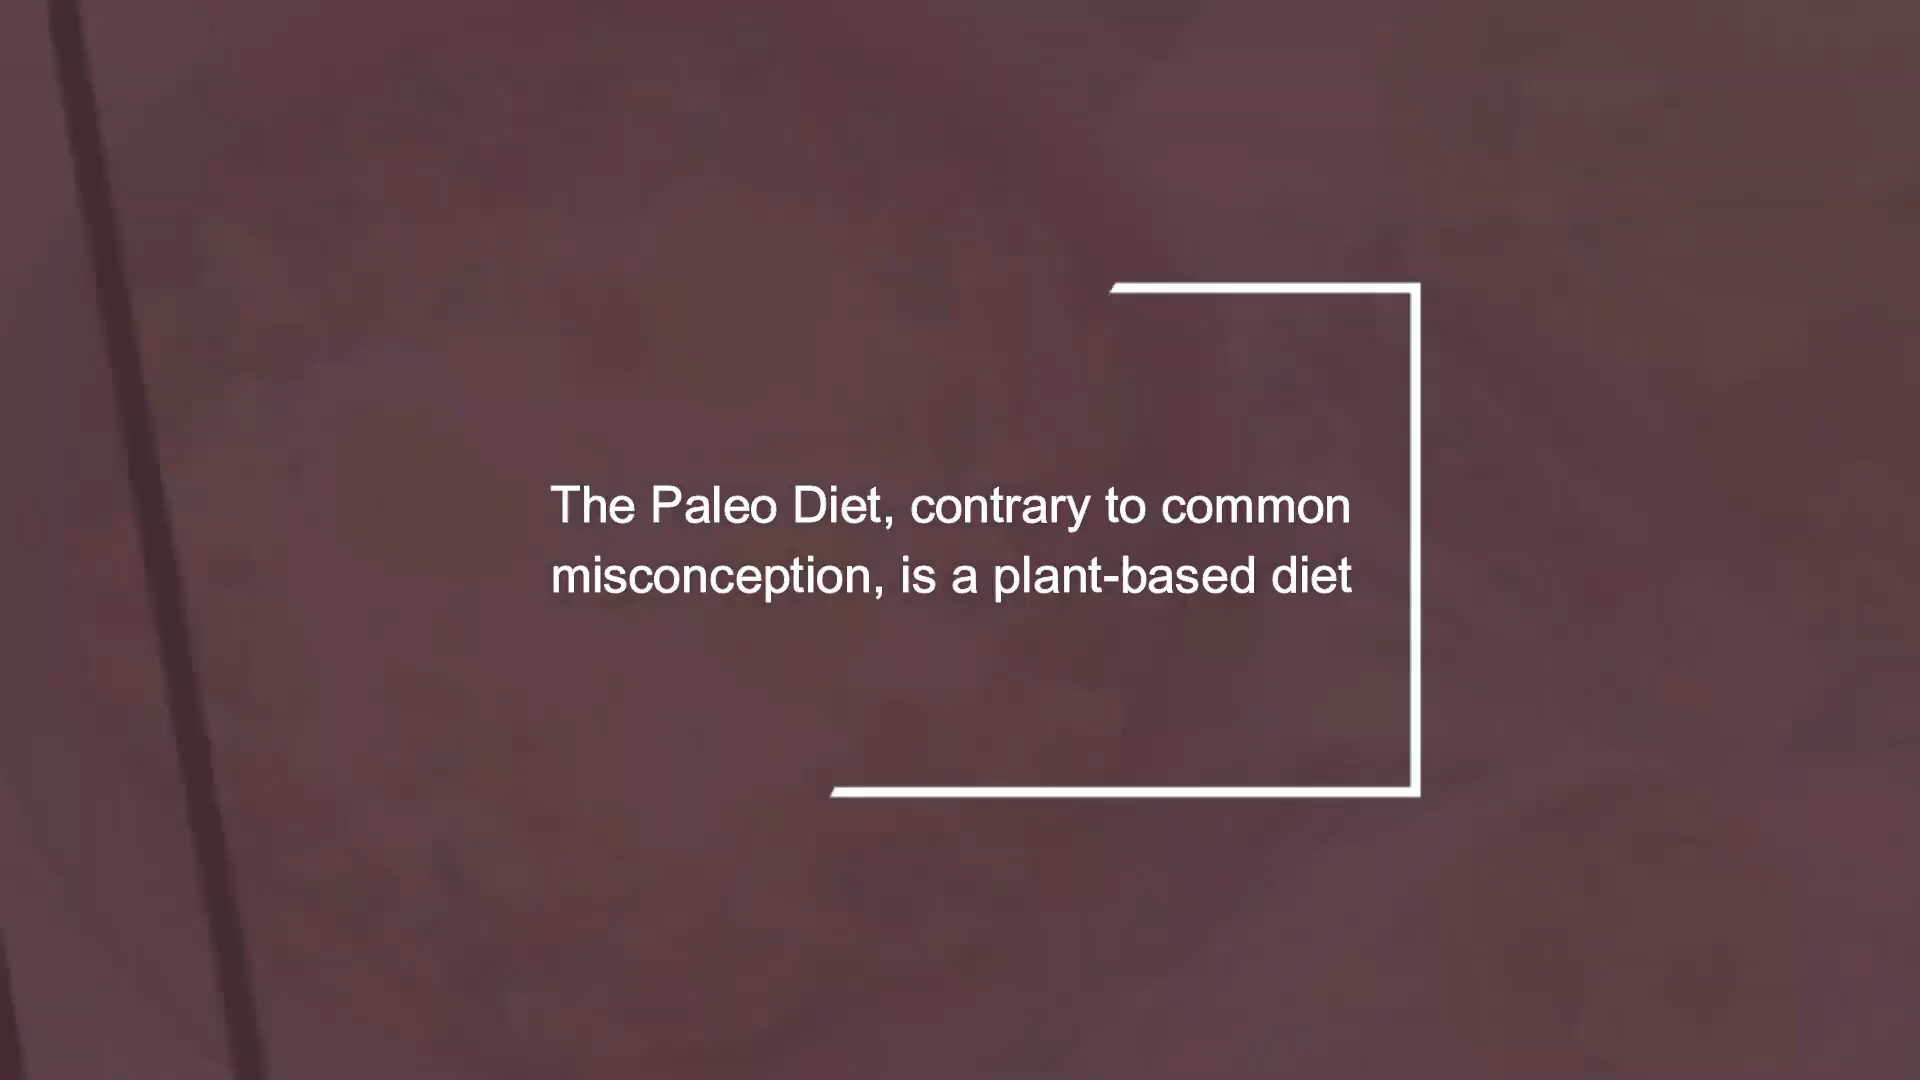 The Paleo Diet, contrary to common
misconception, is a plant-based diet